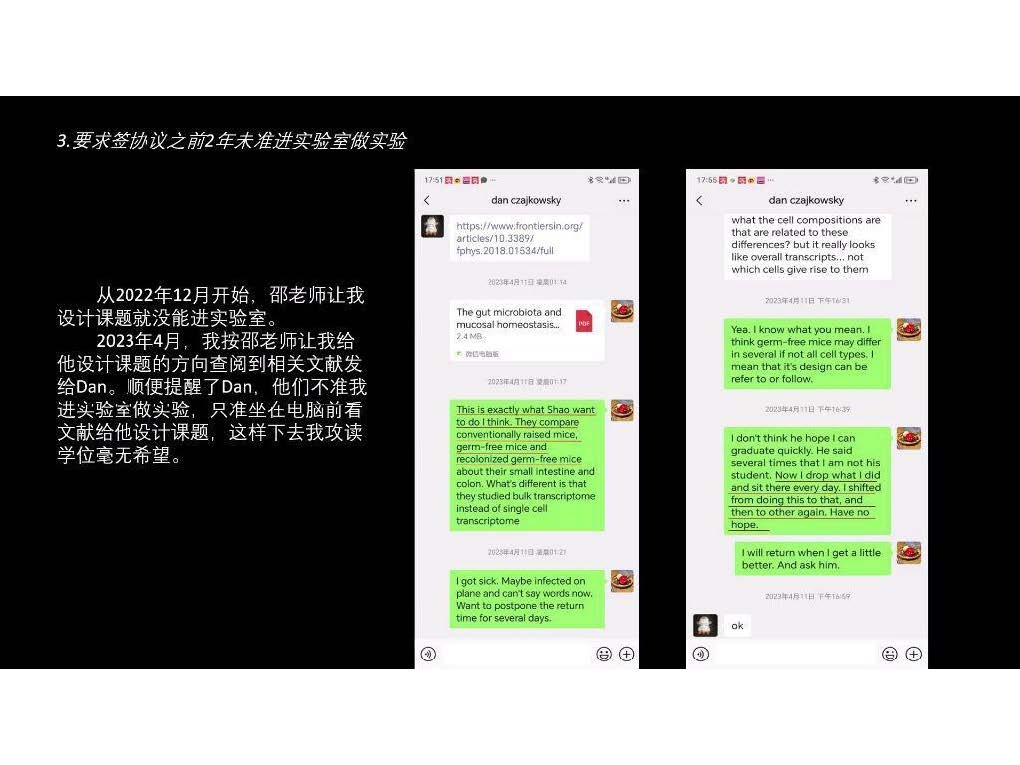 3.要求签协议之前2年未准进实验室做实验
从2022年12月开始，邵老师让我
设计课题就没能进实验室。
2023年4月，我按邵老师让我给
他设计课题的方向查阅到相关文献发
给Dan。顺便提醒了Dan，他们不准我
进实验室做实验，只准坐在电脑前看
文献给他设计课题，这样下去我攻读
学位毫无希望。
17:51
dan czajkowsky
https://www.frontiersin.org/
articles/10.3389/
fphys.2018.01534/full
2023年4月11日 凌晨01:14
The gut microbiota and
mucosal homeostasis...
2.4 MB
PDF
微信电脑版
2023年4月11日 凌晨01:17
This is exactly what Shao want
to do I think. They compare
conventionally raised mice,
germ-free mice and
recolonized germ-free mice
about their small intestine and
colon. What's different is that
they studied bulk transcriptome
instead of single cell
transcriptome
2023年4月11日 凌晨01:21
I got sick. Maybe infected on
plane and can't say words now.
Want to postpone the return
time for several days.
17:55
dan czajkowsky
what the cell compositions are
that are related to these
differences? but it really looks
like overall transcripts... not
which cells give rise to them
2023年4月11日 下午16:31
Yea. I know what you mean. I
think germ-free mice may differ
in several if not all cell types. I
mean that it's design can be
refer to or follow.
2023年4月11日 下午16:39
I don't think he hope I can
graduate quickly. He said
several times that I am not his
student. Now I drop what I did
and sit there every day. I shifted
from doing this to that, and
then to other again. Have no
hope.
I will return when I get a little
better. And ask him.
2023年4月11日 下午16:59
ok